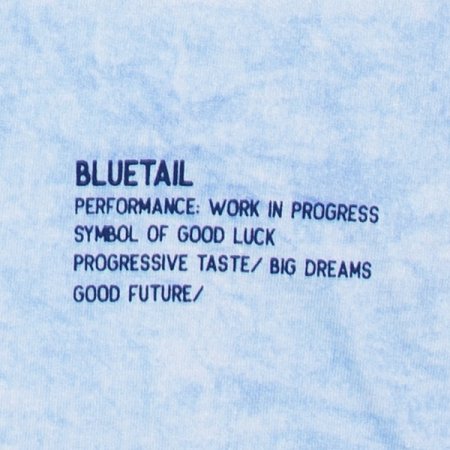 BLUETAIL
PERFORMANCE: WORK IN PROGRESS
SYMBOL OF GOOD LUCK
PROGRESSIVE TASTE/ BIG DREAMS
GOOD FUTURE/